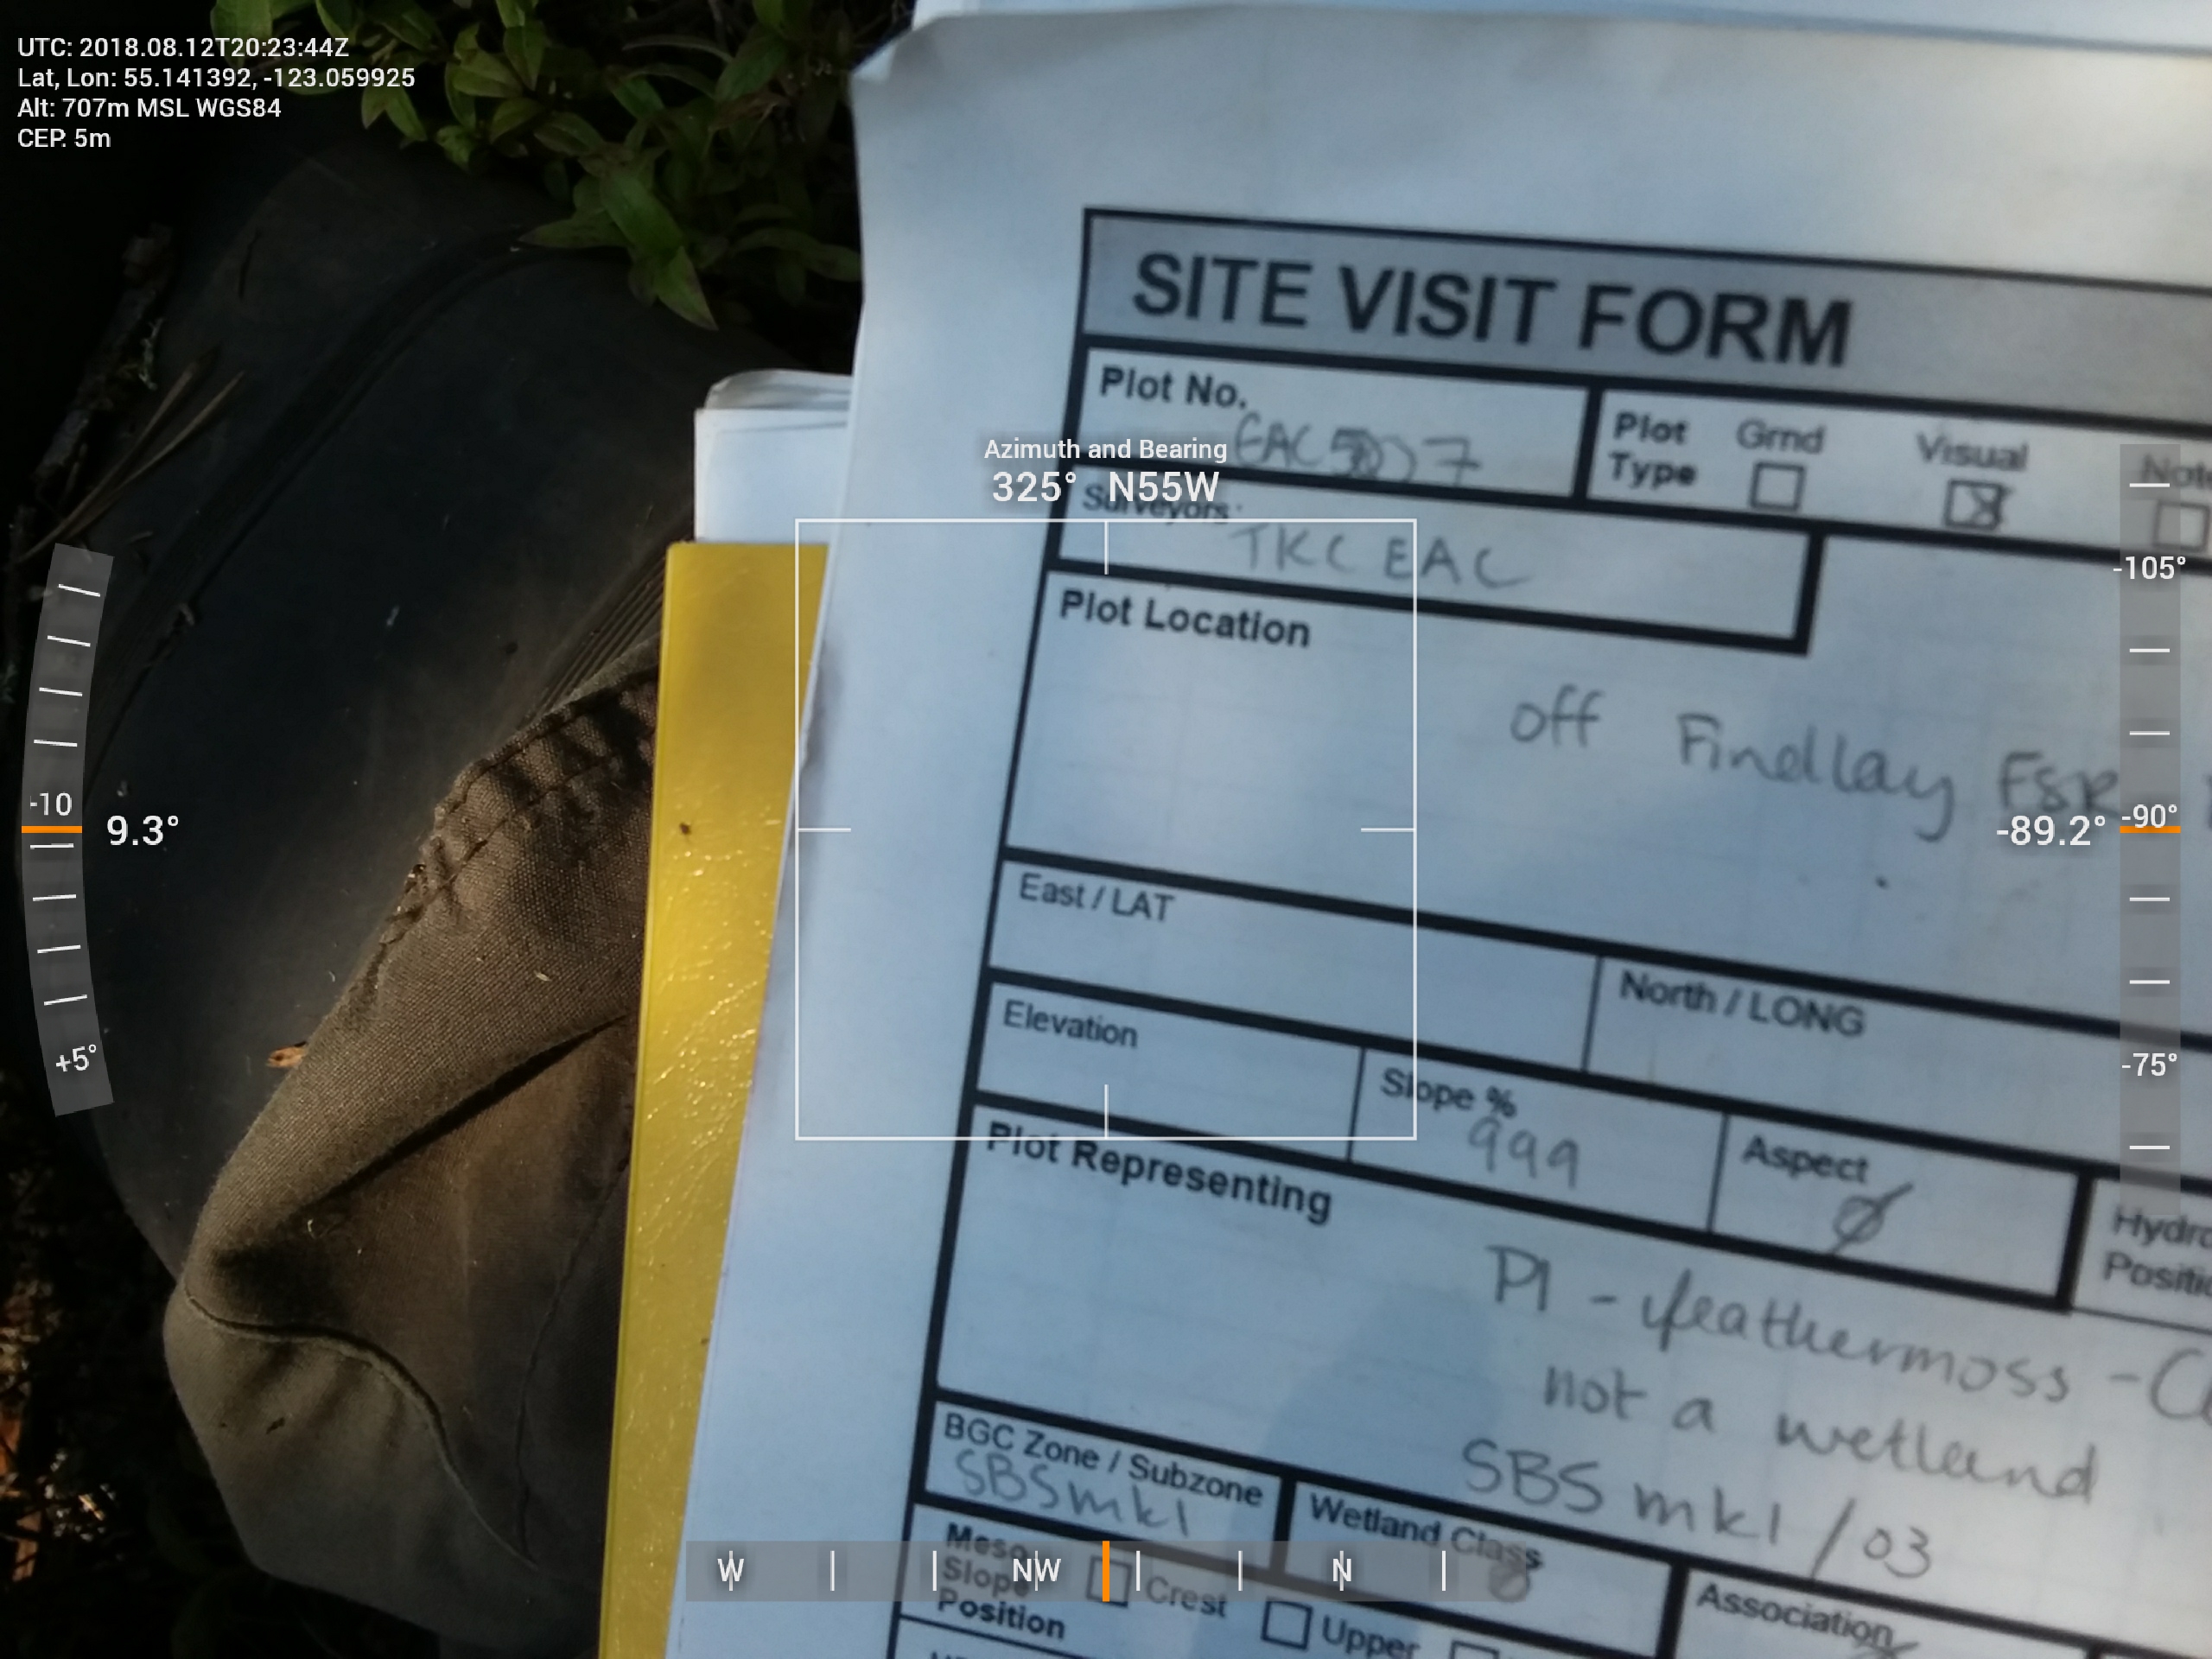 UTC: 2018.08.12T20:23:44Z
Lat, Lon: 55.141392, -123.059925
Alt: 707m MSL WGS84
CEP: 5m
SITE VISIT FORM
Plot No.
Plot Type Grnd Visual
Azimuth and Bearing
325° N55W
Surveyors
TKC EAC
Plot Location
off Findlay FSR
East / LAT
North / LONG
Elevation
Slope %
999
Aspect
Ø
Plot Representing
Pl - feathermoss -
not a wetland
SBS mk1 /03
BGC Zone / Subzone
SBSmk1
Wetland Class
Association
Meso Slope Position
Crest
Upper
-10
9.3°
+5°
-105°
-90°
-89.2°
-75°
W NW N